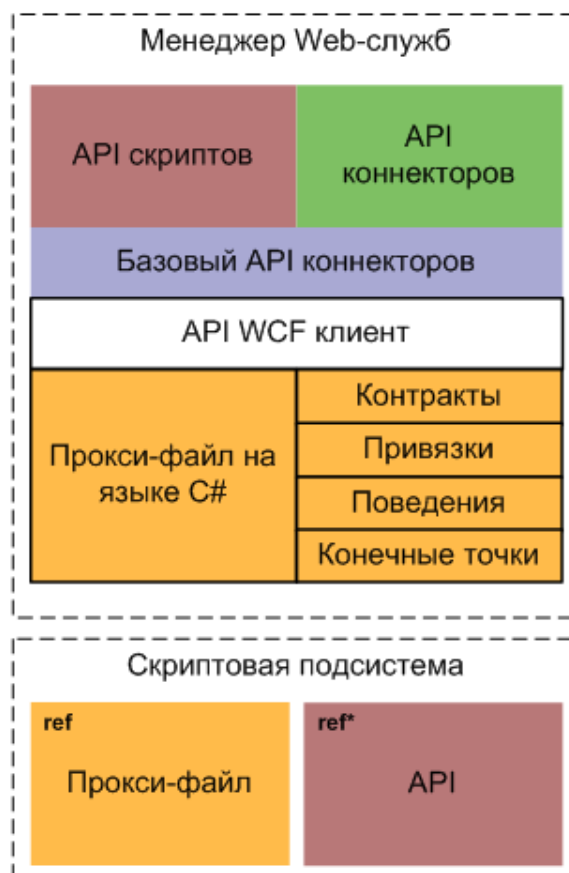 Менеджер Web-служб
API скриптов
API
коннекторов
Базовый API коннекторов
API WCF клиент
Прокси-файл на
языке C#
Контракты
Привязки
Поведения
Конечные точки
Скриптовая подсистема
ref
Прокси-файл
ref*
API